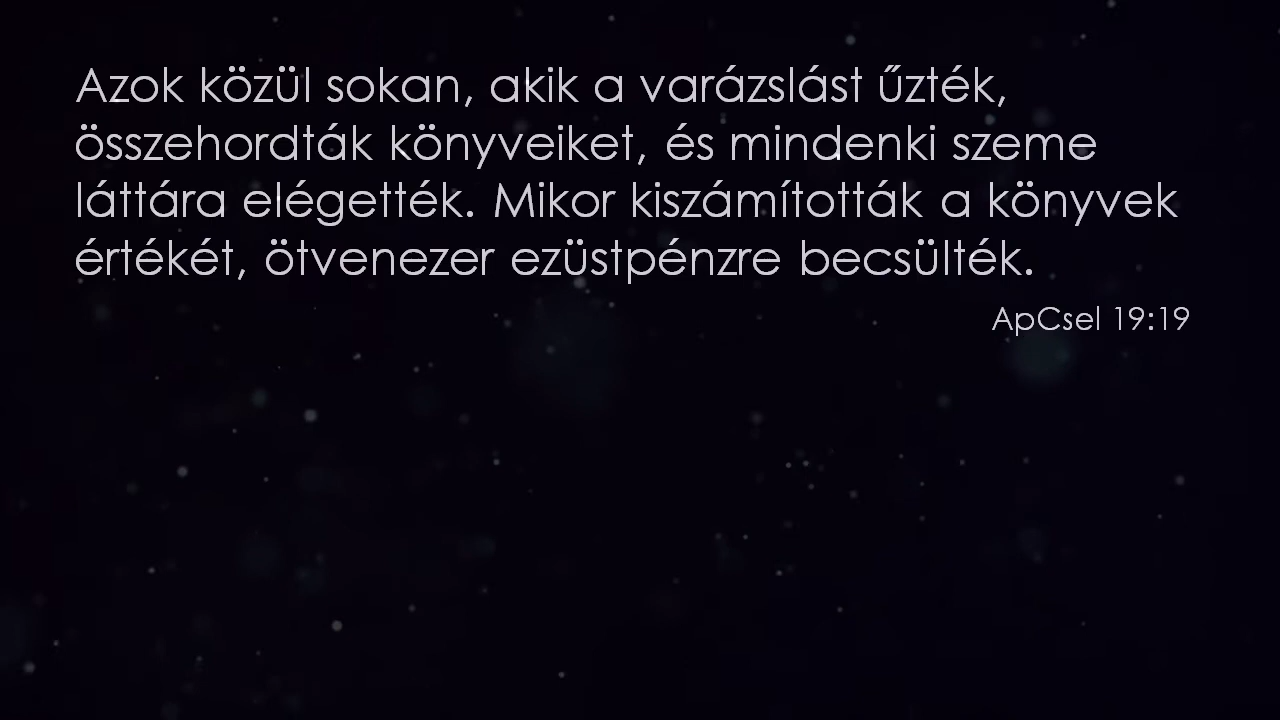 Azok közül sokan, akik a varázslást űzték,
összehordták könyveiket, és mindenki szeme
láttára elégették. Mikor kiszámították a könyvek
értékét, ötvenezer ezüstpénzre becsülték.
ApCsel 19:19